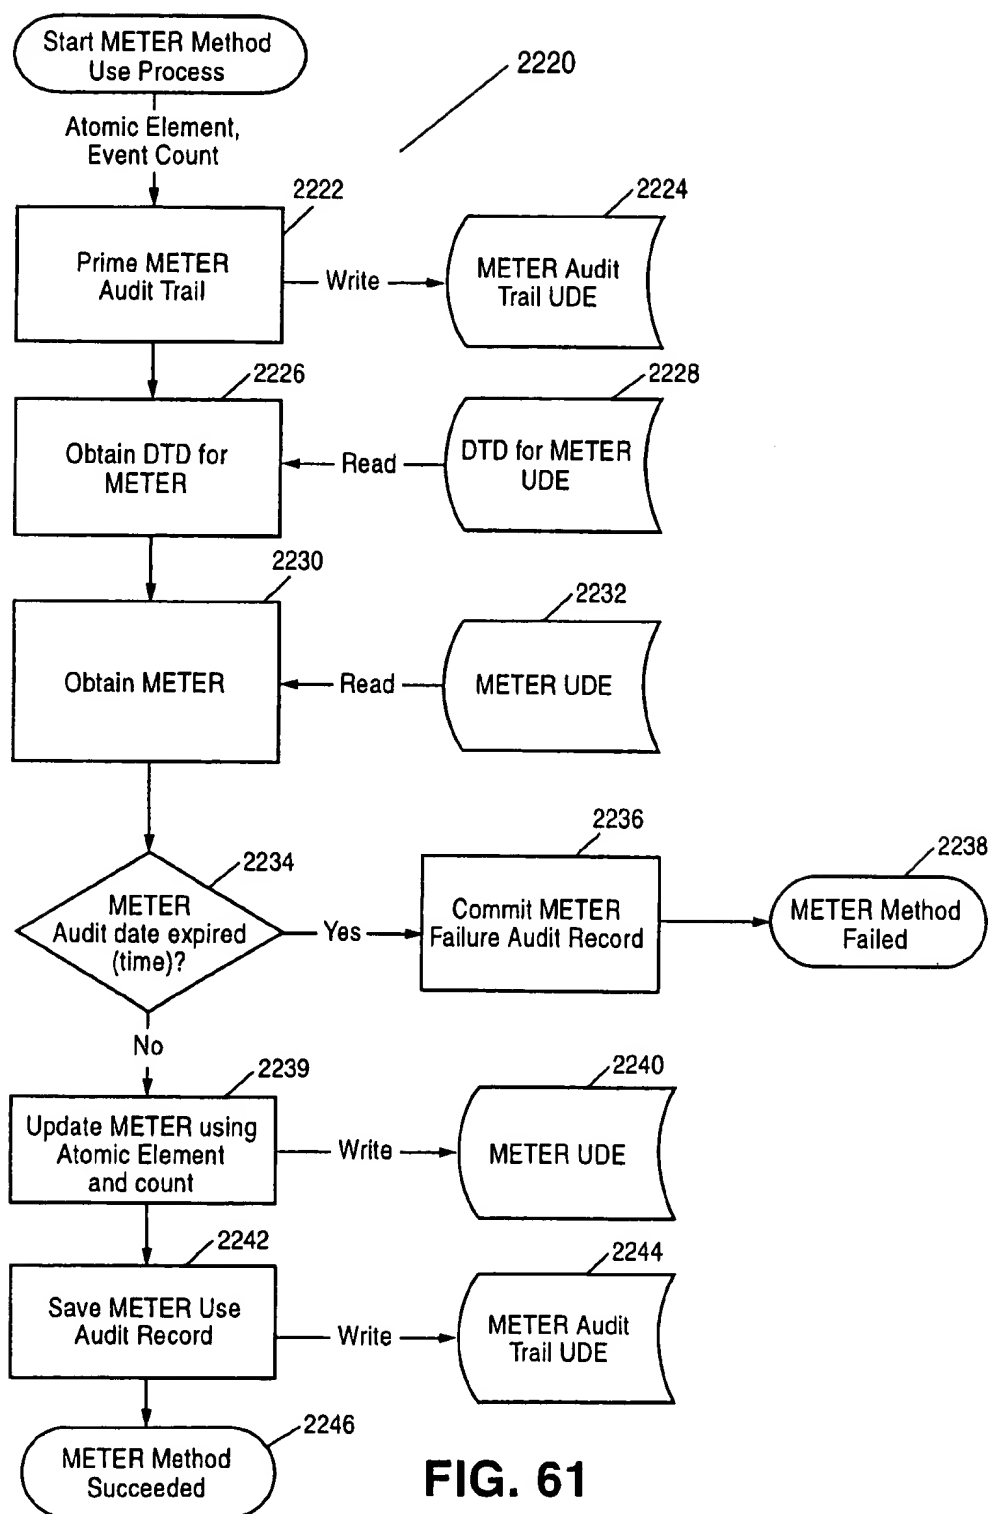 Start METER Method
Use Process
2220
Atomic Element,
Event Count
2222
2224
Prime METER
Audit Trail
Write
METER Audit
Trail UDE
2226
2228
Obtain DTD for
METER
Read
DTD for METER
UDE
2230
2232
Obtain METER
Read
METER UDE
2234
2236
2238
METER
Audit date expired
(time)?
Yes
Commit METER
Failure Audit Record
METER Method
Failed
No
2239
2240
Update METER using
Atomic Element
and count
Write
METER UDE
2242
2244
Save METER Use
Audit Record
Write
METER Audit
Trail UDE
2246
METER Method
Succeeded
FIG. 61